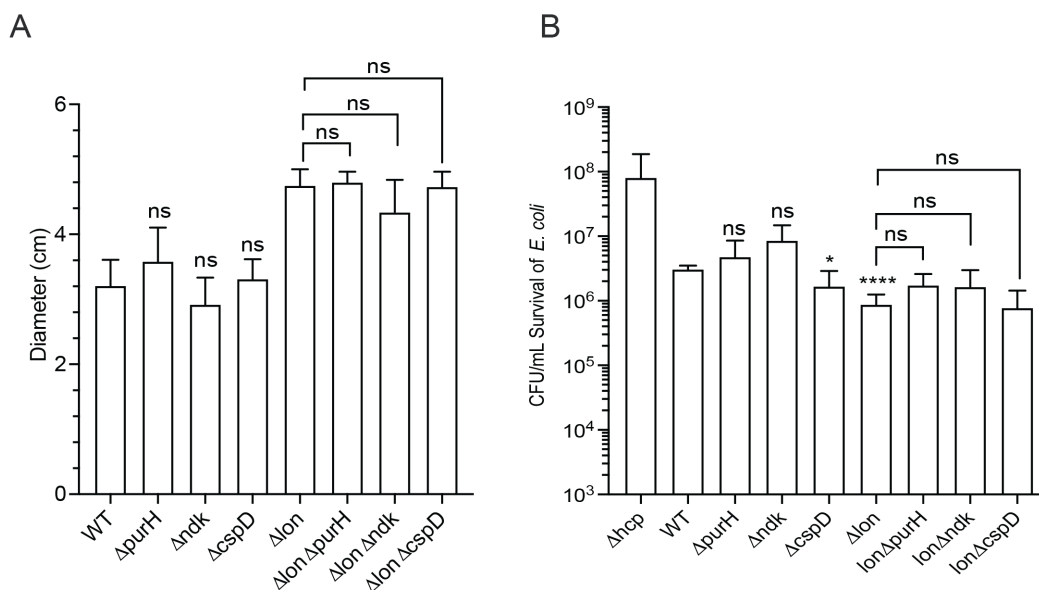 A
ns
ns
ns
ns
ns
ns
6
4
2
0
Diameter (cm)
WT
ΔpurH
Δndk
ΔcspD
Δlon
Δlon ΔpurH
Δlon Δndk
Δlon ΔcspD
B
ns
ns
ns
ns
ns
*
****
10⁹
10⁸
10⁷
10⁶
10⁵
10⁴
10³
CFU/mL Survival of E. coli
Δhcp
WT
ΔpurH
Δndk
ΔcspD
Δlon
lonΔpurH
lonΔndk
lonΔcspD